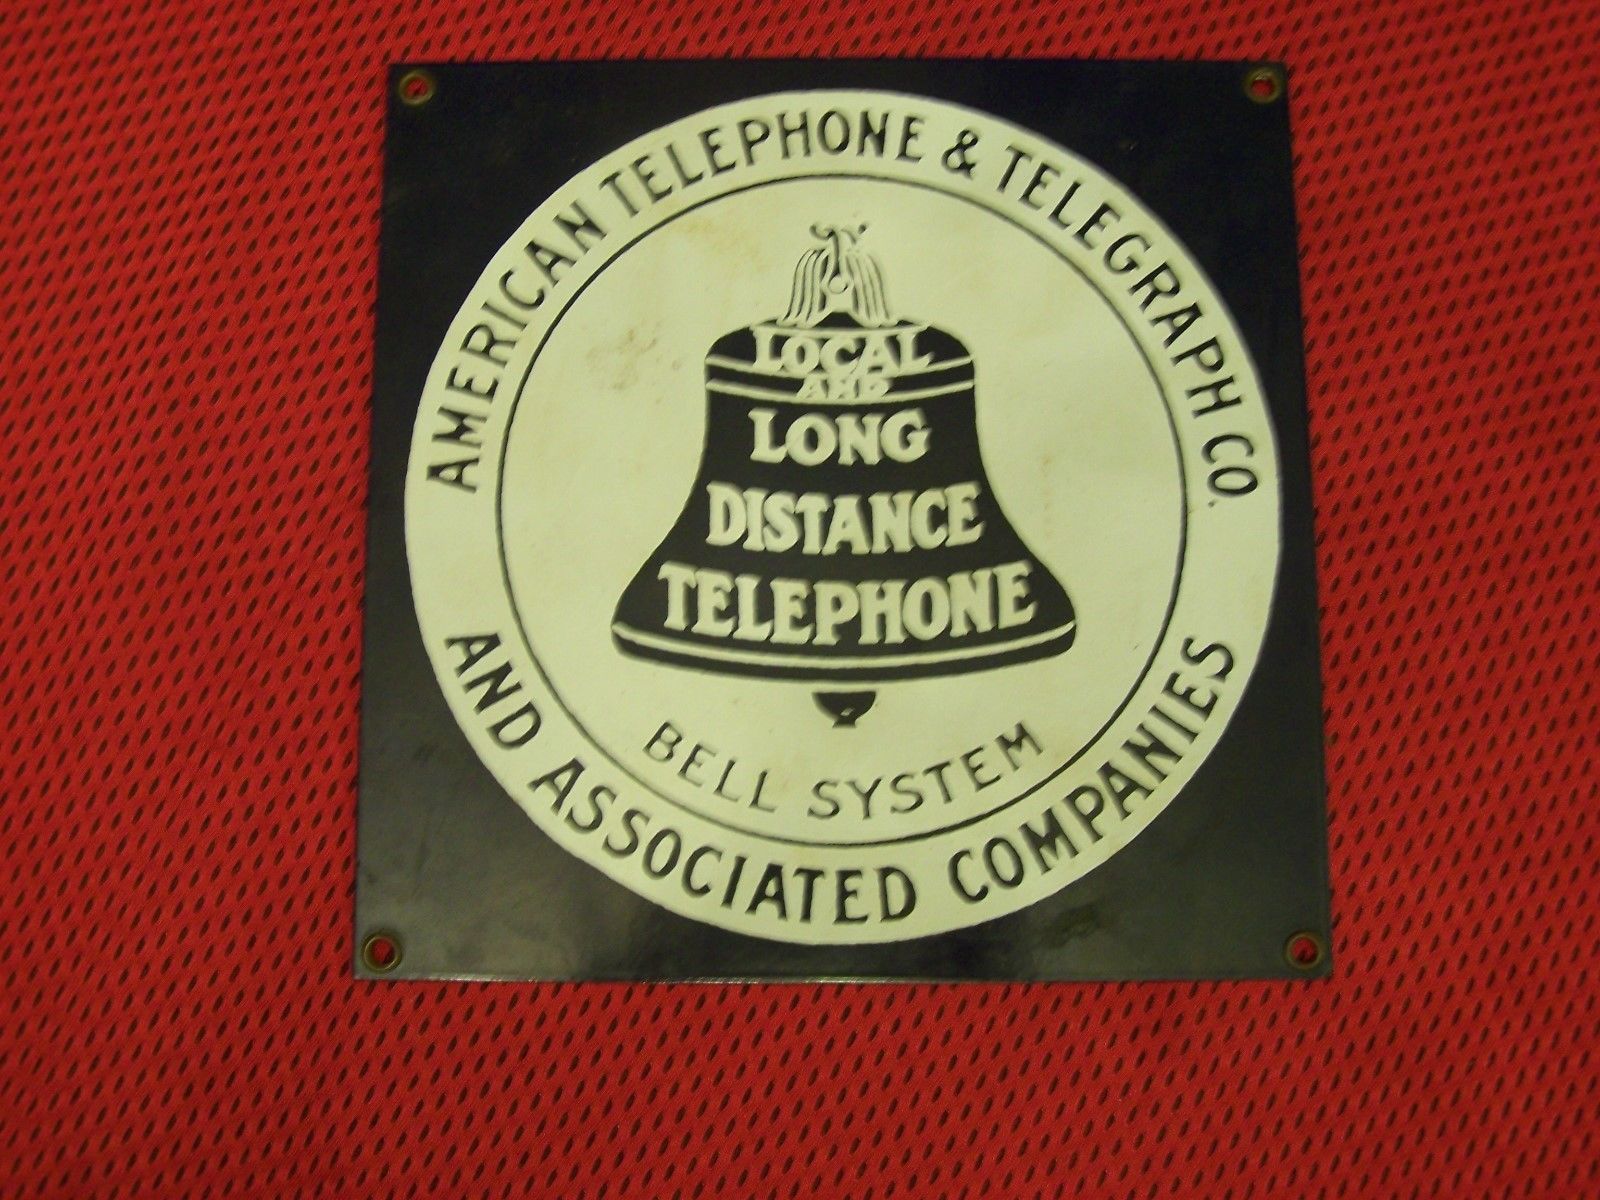 AMERICAN TELEPHONE & TELEGRAPH CO.
LOCAL
AND
LONG
DISTANCE
TELEPHONE
BELL SYSTEM
AND ASSOCIATED COMPANIES